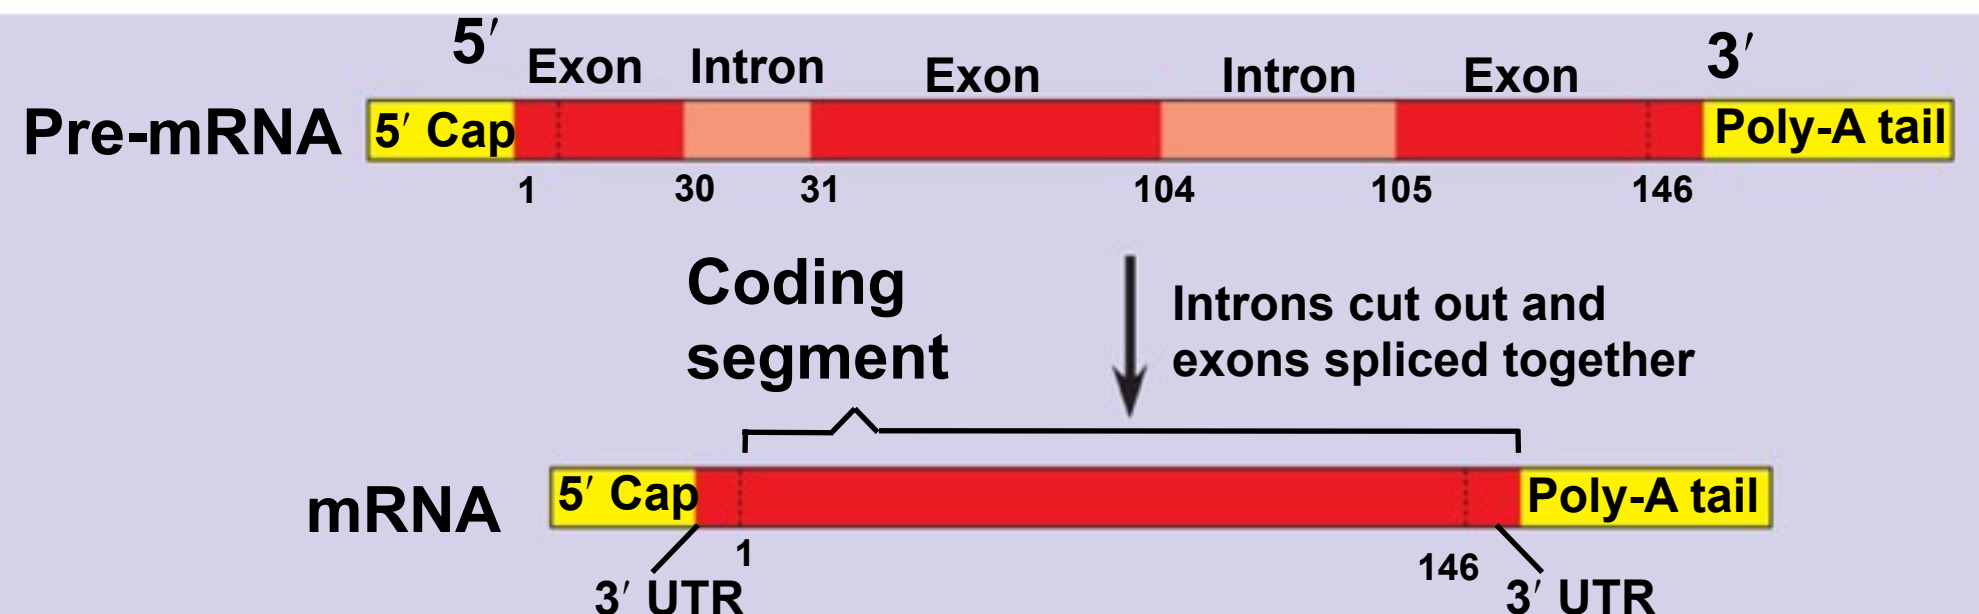 5′ Exon Intron Exon Intron Exon 3′
Pre-mRNA 5′ Cap Poly-A tail
1 30 31 104 105 146
Coding
segment
Introns cut out and
exons spliced together
mRNA 5′ Cap Poly-A tail
1 146
3′ UTR 3′ UTR